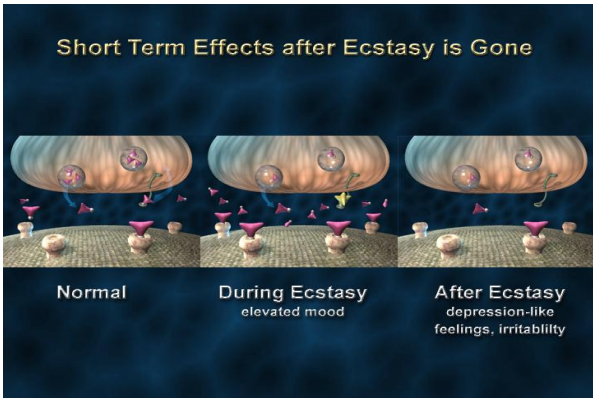 Short Term Effects after Ecstasy is Gone
Normal
During Ecstasy
elevated mood
After Ecstasy
depression-like
feelings, irritablilty